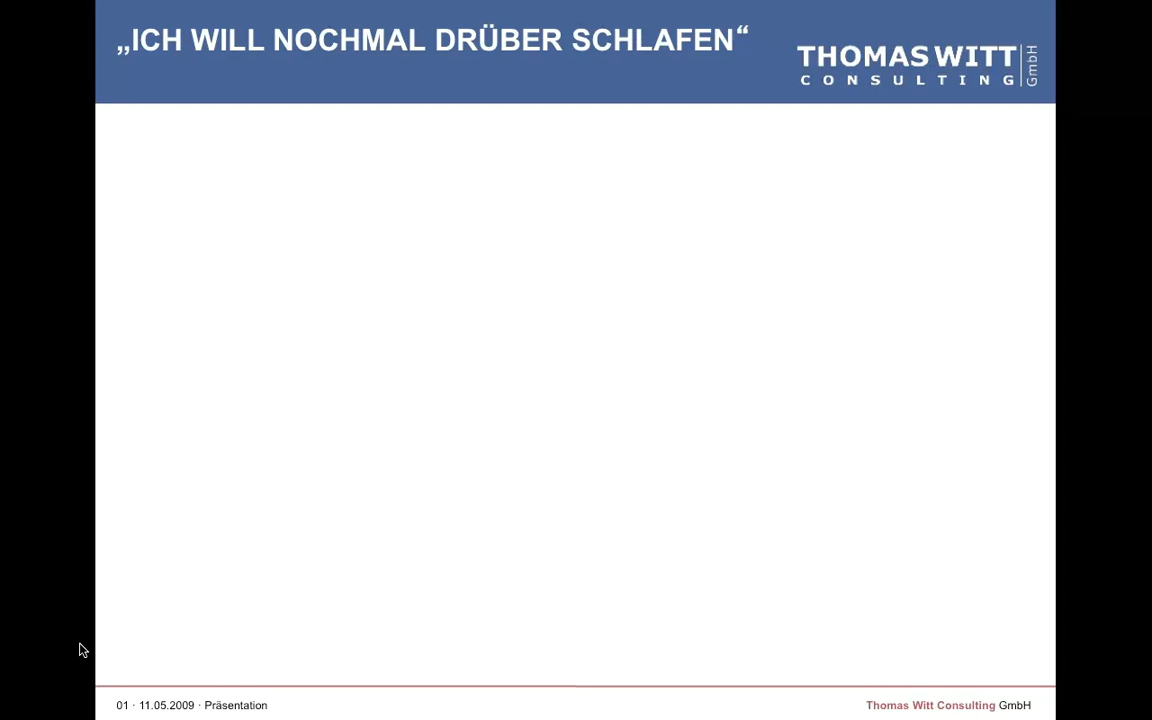 „ICH WILL NOCHMAL DRÜBER SCHLAFEN“
THOMAS WITT
CONSULTING
GmbH
01 · 11.05.2009 · Präsentation
Thomas Witt Consulting GmbH